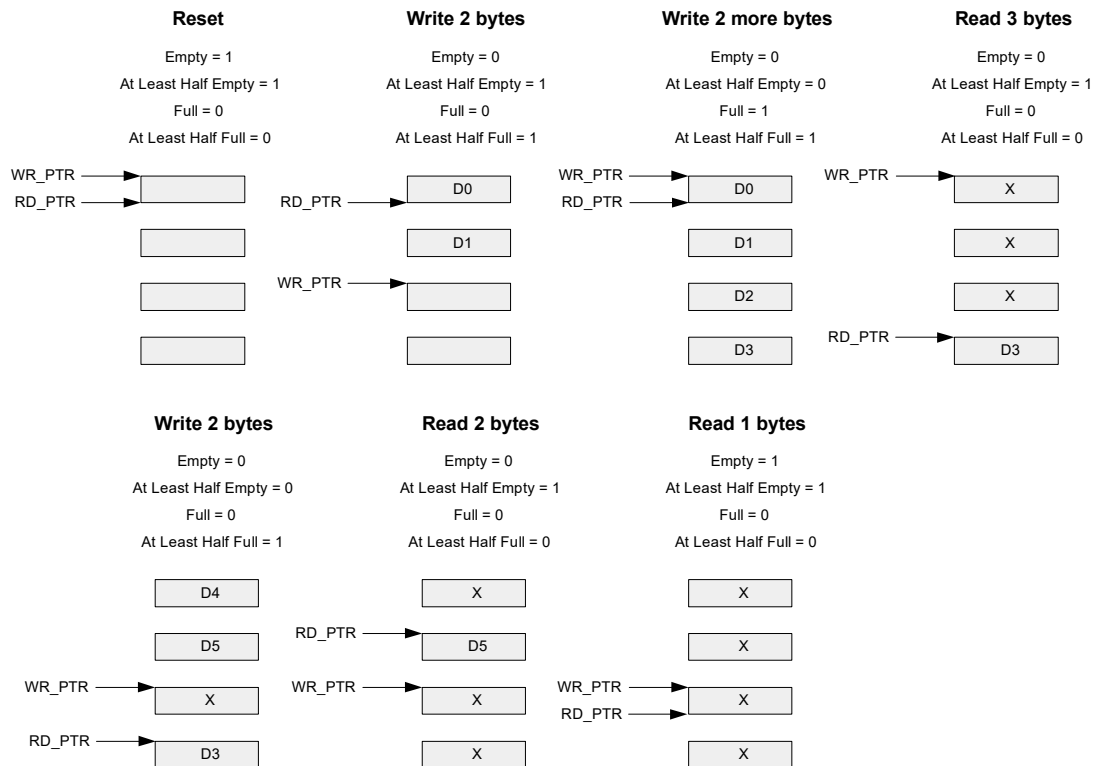 Reset
Empty = 1
At Least Half Empty = 1
Full = 0
At Least Half Full = 0
WR_PTR
RD_PTR
Write 2 bytes
Empty = 0
At Least Half Empty = 1
Full = 0
At Least Half Full = 1
D0
RD_PTR
D1
WR_PTR
Write 2 more bytes
Empty = 0
At Least Half Empty = 0
Full = 1
At Least Half Full = 1
WR_PTR
D0
RD_PTR
D1
D2
D3
Read 3 bytes
Empty = 0
At Least Half Empty = 1
Full = 0
At Least Half Full = 0
WR_PTR
X
X
X
RD_PTR
D3
Write 2 bytes
Empty = 0
At Least Half Empty = 0
Full = 0
At Least Half Full = 1
D4
D5
WR_PTR
X
RD_PTR
D3
Read 2 bytes
Empty = 0
At Least Half Empty = 1
Full = 0
At Least Half Full = 0
X
RD_PTR
D5
WR_PTR
X
X
Read 1 bytes
Empty = 1
At Least Half Empty = 1
Full = 0
At Least Half Full = 0
X
X
WR_PTR
X
RD_PTR
X